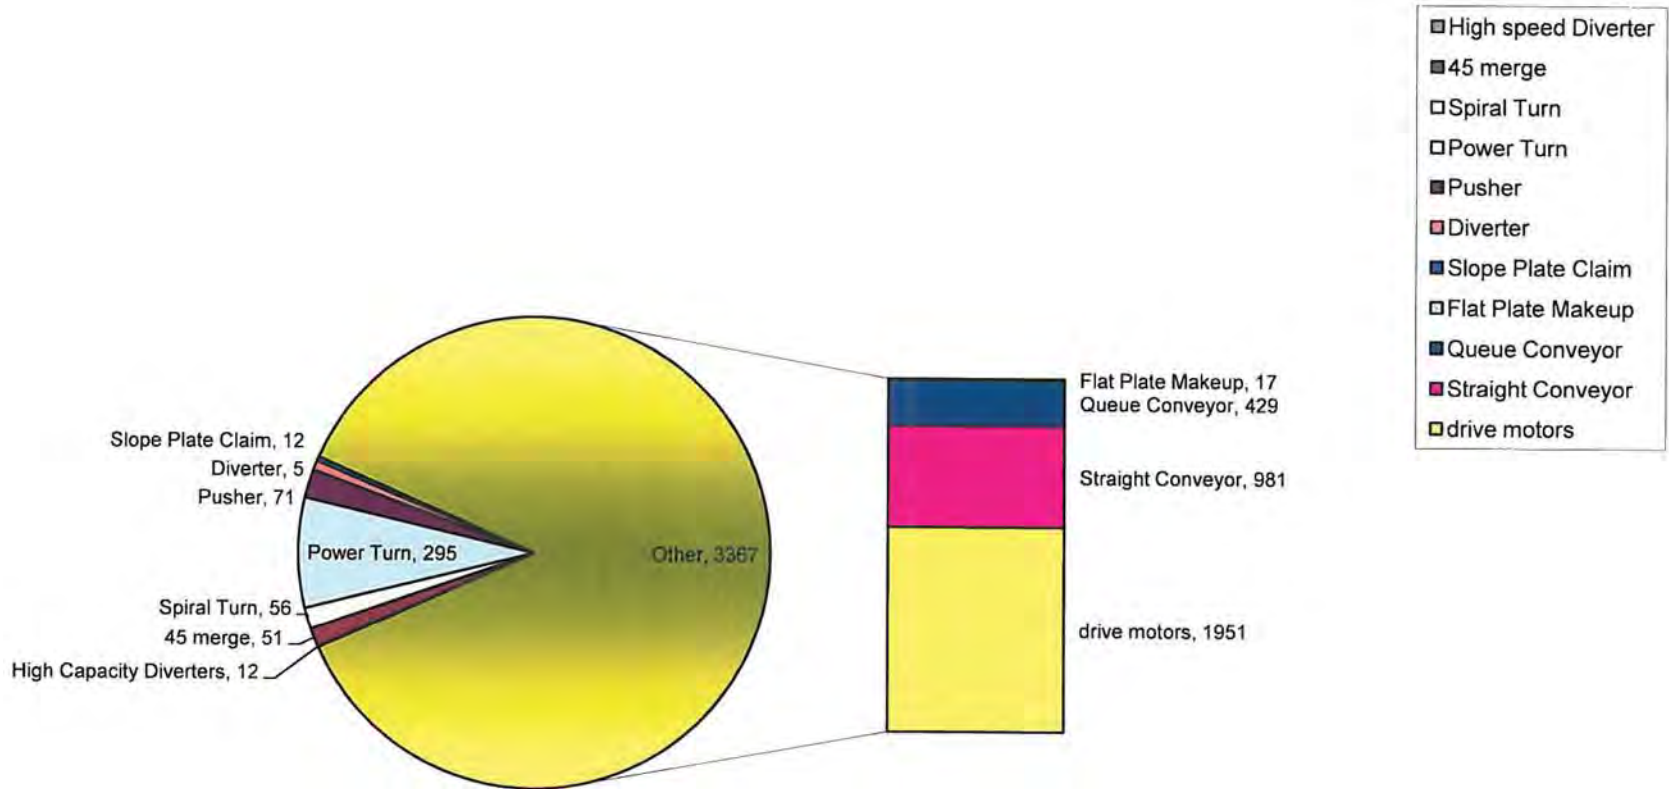 High speed Diverter
45 merge
Spiral Turn
Power Turn
Pusher
Diverter
Slope Plate Claim
Flat Plate Makeup
Queue Conveyor
Straight Conveyor
drive motors
Slope Plate Claim, 12
Diverter, 5
Pusher, 71
Power Turn, 295
Spiral Turn, 56
45 merge, 51
High Capacity Diverters, 12
Other, 3367
Flat Plate Makeup, 17
Queue Conveyor, 429
Straight Conveyor, 981
drive motors, 1951